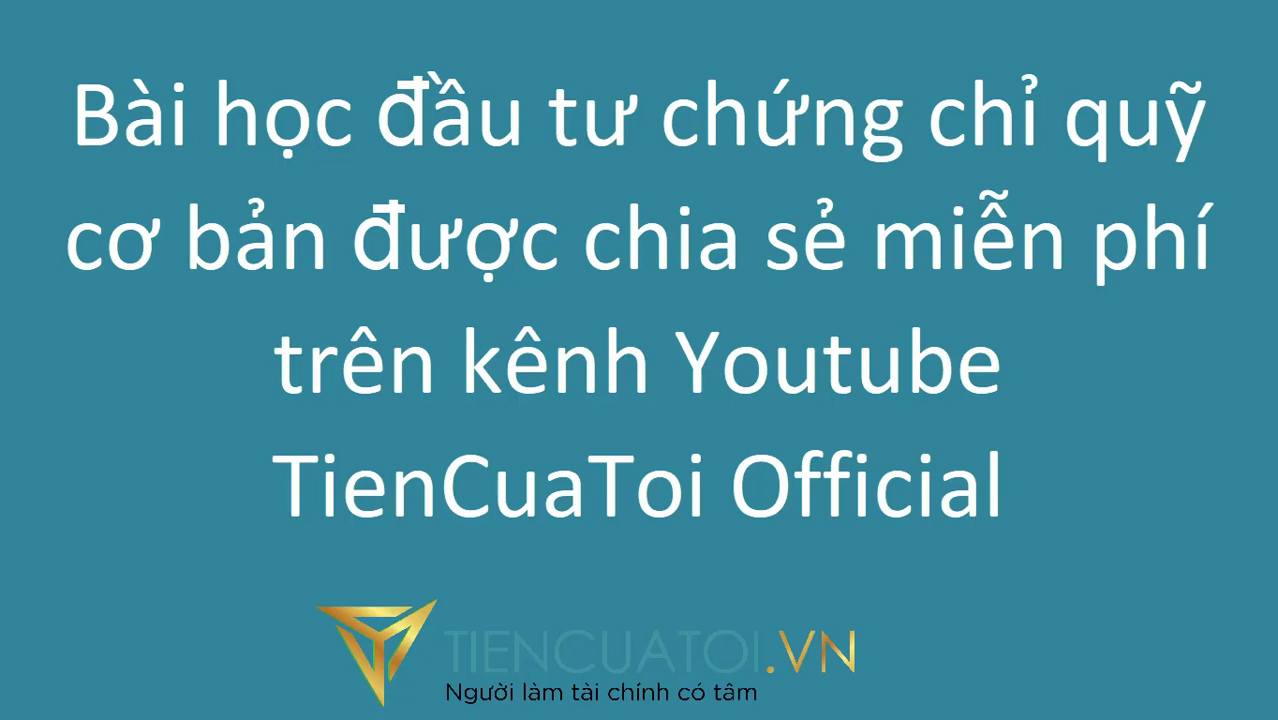 Bài học đầu tư chứng chỉ quỹ
cơ bản được chia sẻ miễn phí
trên kênh Youtube
TienCuaToi Official
TIENCUATOI.VN
Người làm tài chính có tâm